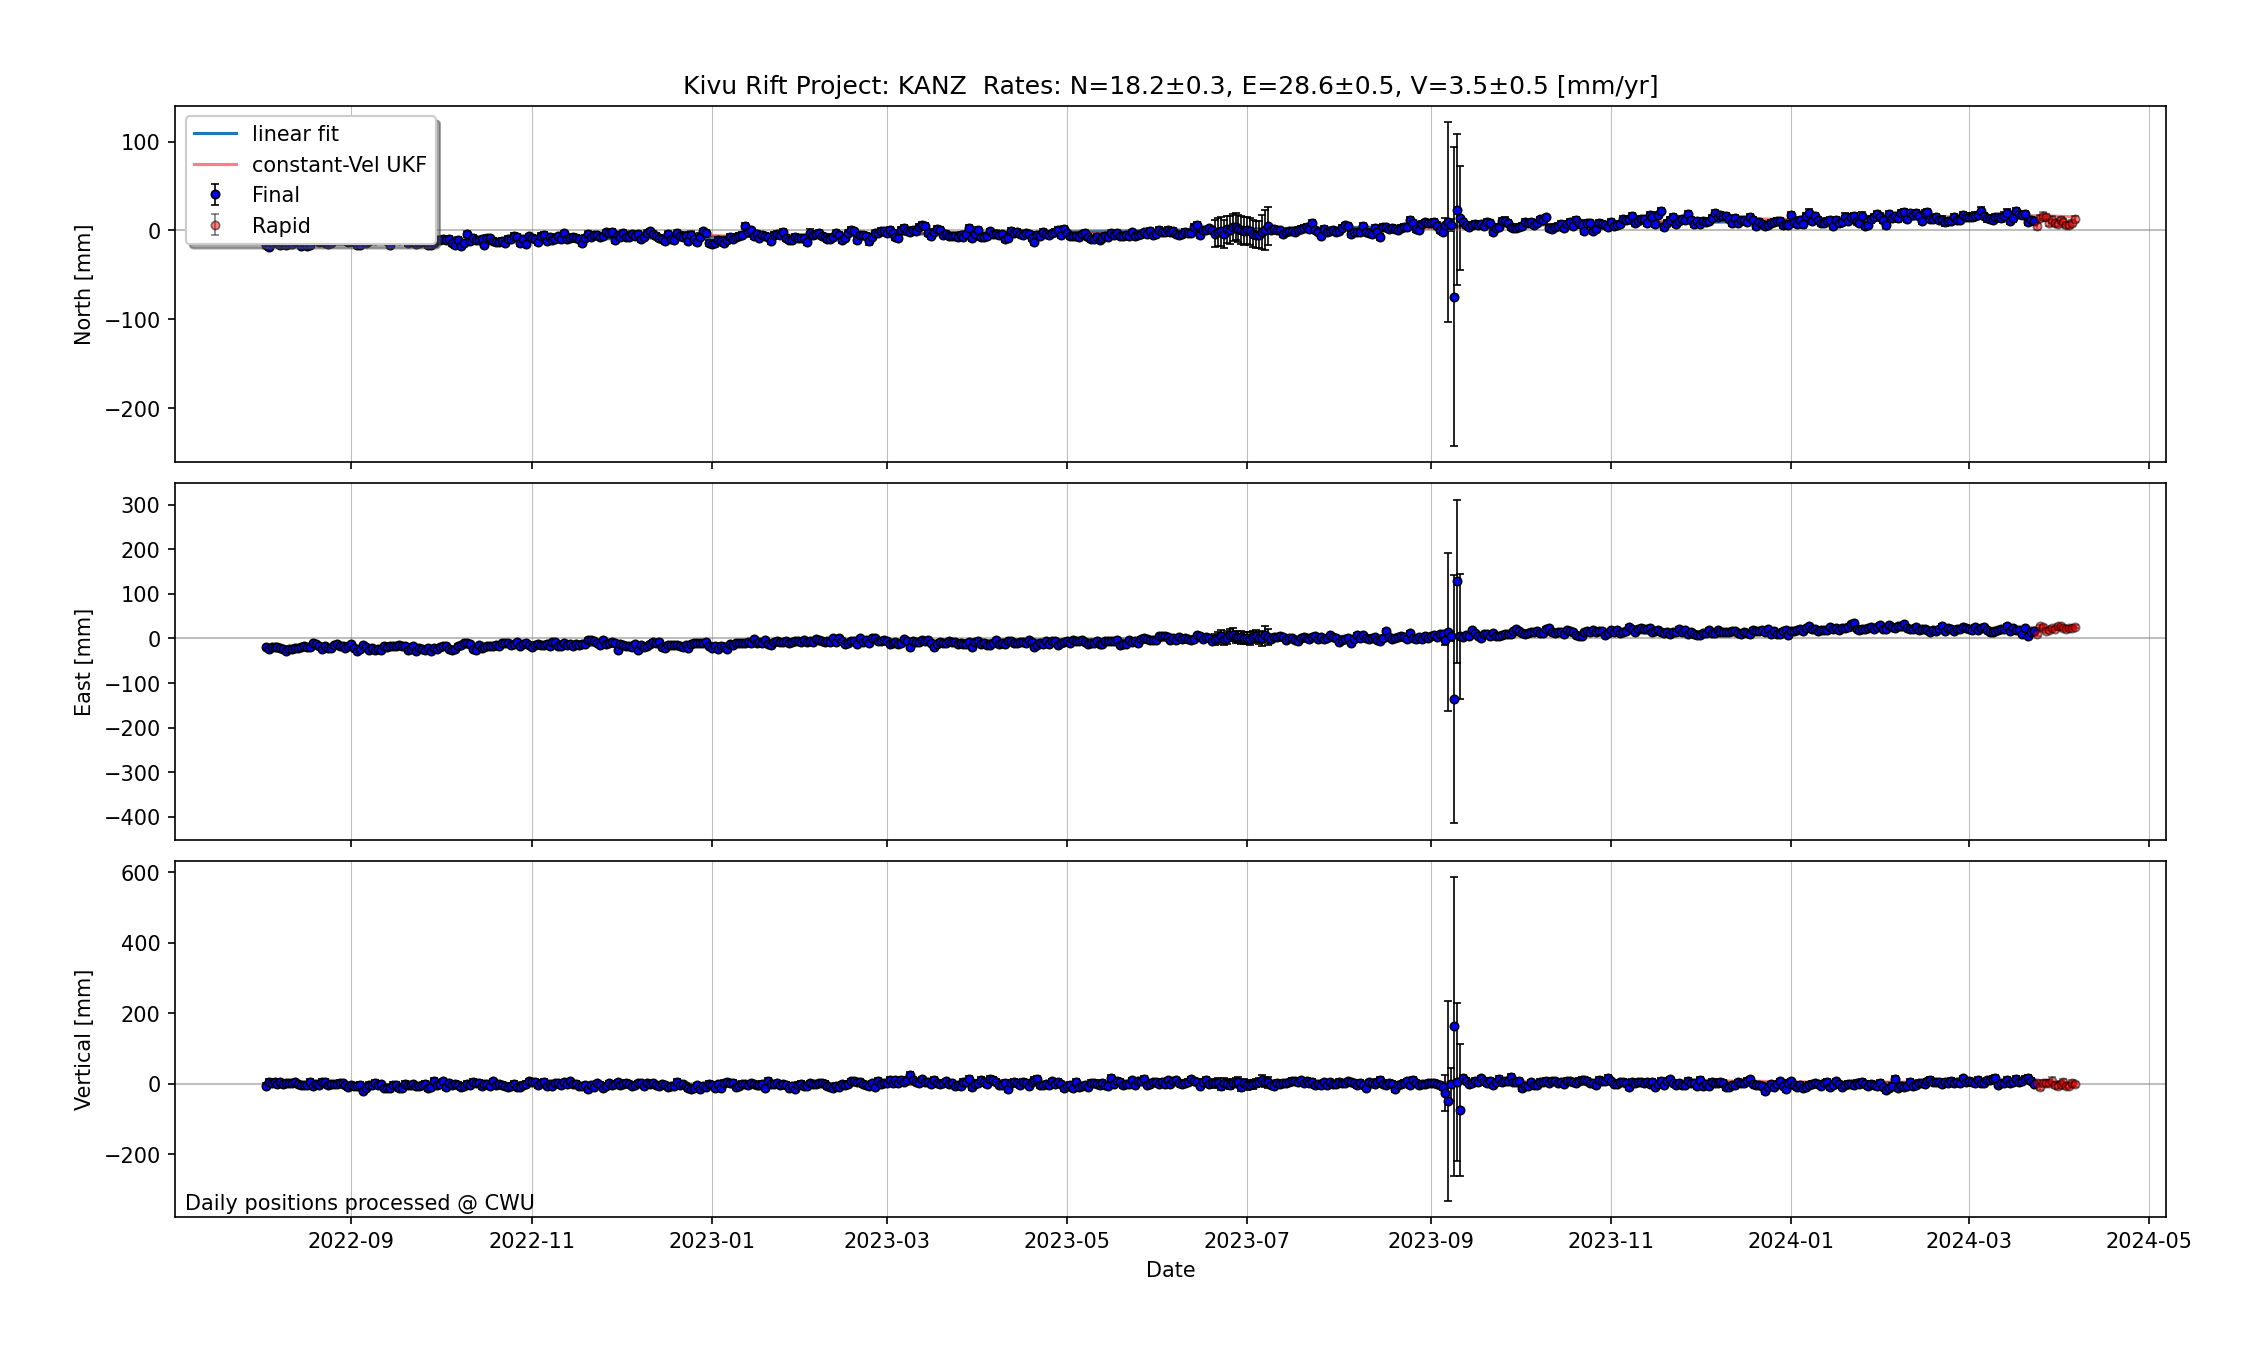 Kivu Rift Project: KANZ  Rates: N=18.2±0.3, E=28.6±0.5, V=3.5±0.5 [mm/yr]
linear fit
constant-Vel UKF
Final
Rapid
100
0
−100
−200
North [mm]
300
200
100
0
−100
−200
−300
−400
East [mm]
600
400
200
0
−200
Vertical [mm]
Daily positions processed @ CWU
2022-09 2022-11 2023-01 2023-03 2023-05 2023-07 2023-09 2023-11 2024-01 2024-03 2024-05
Date